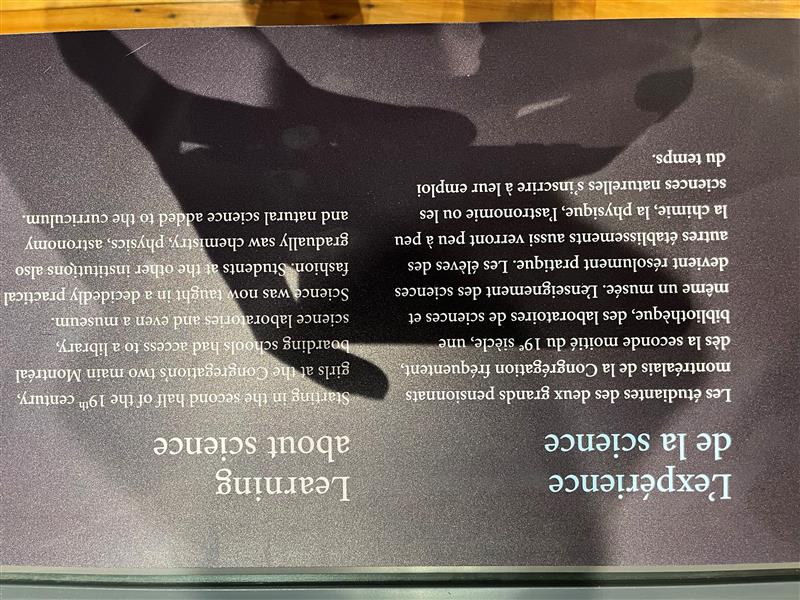 L'expérience
de la science
Les étudiantes des deux grands pensionnats
montréalais de la Congrégation fréquentent,
dès la seconde moitié du 19e siècle, une
bibliothèque, des laboratoires de sciences et
même un musée. L'enseignement des sciences
devient résolument pratique. Les élèves des
autres établissements aussi verront peu à peu
la chimie, la physique, l'astronomie ou les
sciences naturelles s'inscrire à leur emploi
du temps.
Learning
about science
Starting in the second half of the 19th century,
girls at the Congregation's two main Montréal
boarding schools had access to a library,
science laboratories and even a museum.
Science was now taught in a decidedly practical
fashion. Students at the other institutions also
gradually saw chemistry, physics, astronomy
and natural science added to the curriculum.